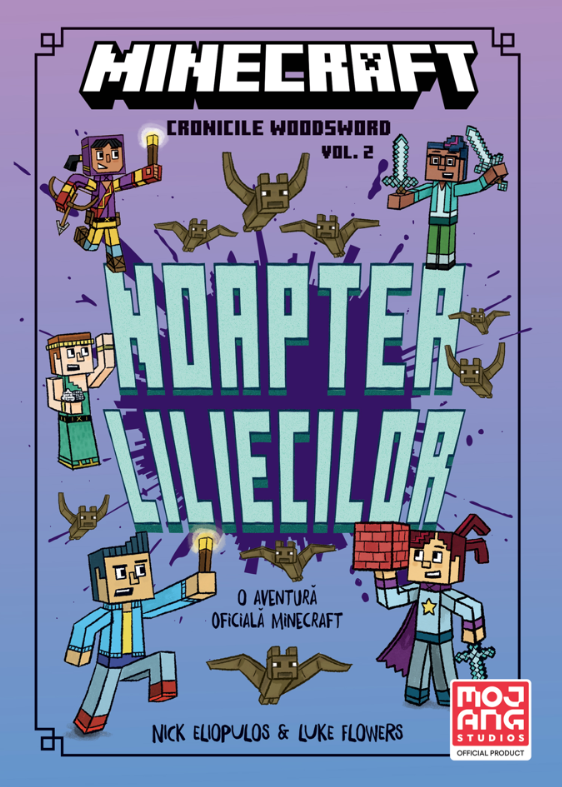 MINECRAFT
CRONICILE WOODSWORD
VOL. 2
NOAPTEA
LILIECILOR
O AVENTURĂ
OFICIALĂ MINECRAFT
NICK ELIOPULOS & LUKE FLOWERS
MOJ
ANG
STUDIOS
OFFICIAL PRODUCT